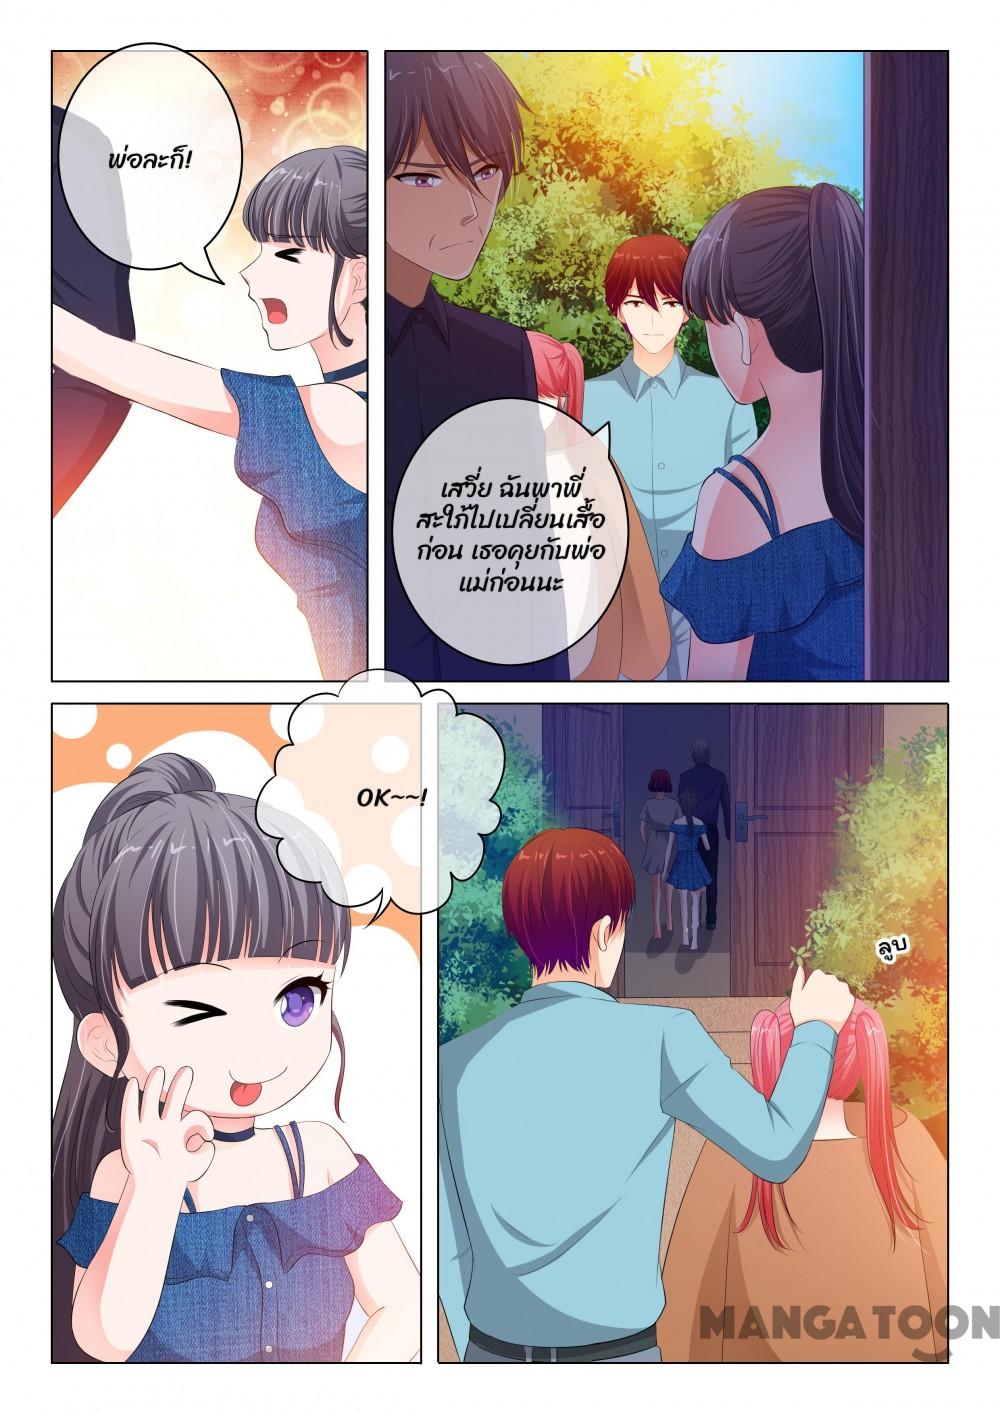 พ่อละก็!
เสวี่ย ฉันพาพี่
สะใภ้ไปเปลี่ยนเสื้อ
ก่อน เธอคุยกับพ่อ
แม่ก่อนนะ
OK~~!
ลูบ
MANGATOON